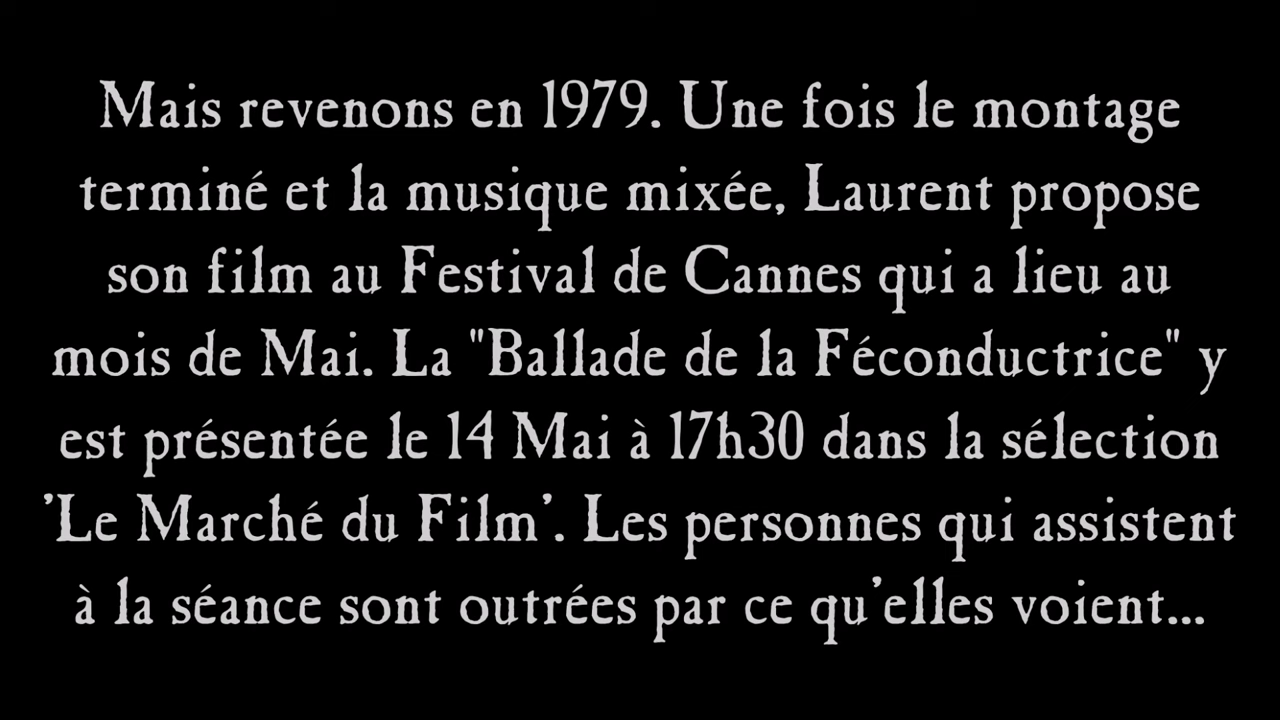 Mais revenons en 1979. Une fois le montage
terminé et la musique mixée, Laurent propose
son film au Festival de Cannes qui a lieu au
mois de Mai. La "Ballade de la Féconductrice" y
est présentée le 14 Mai à 17h30 dans la sélection
'Le Marché du Film'. Les personnes qui assistent
à la séance sont outrées par ce qu'elles voient...